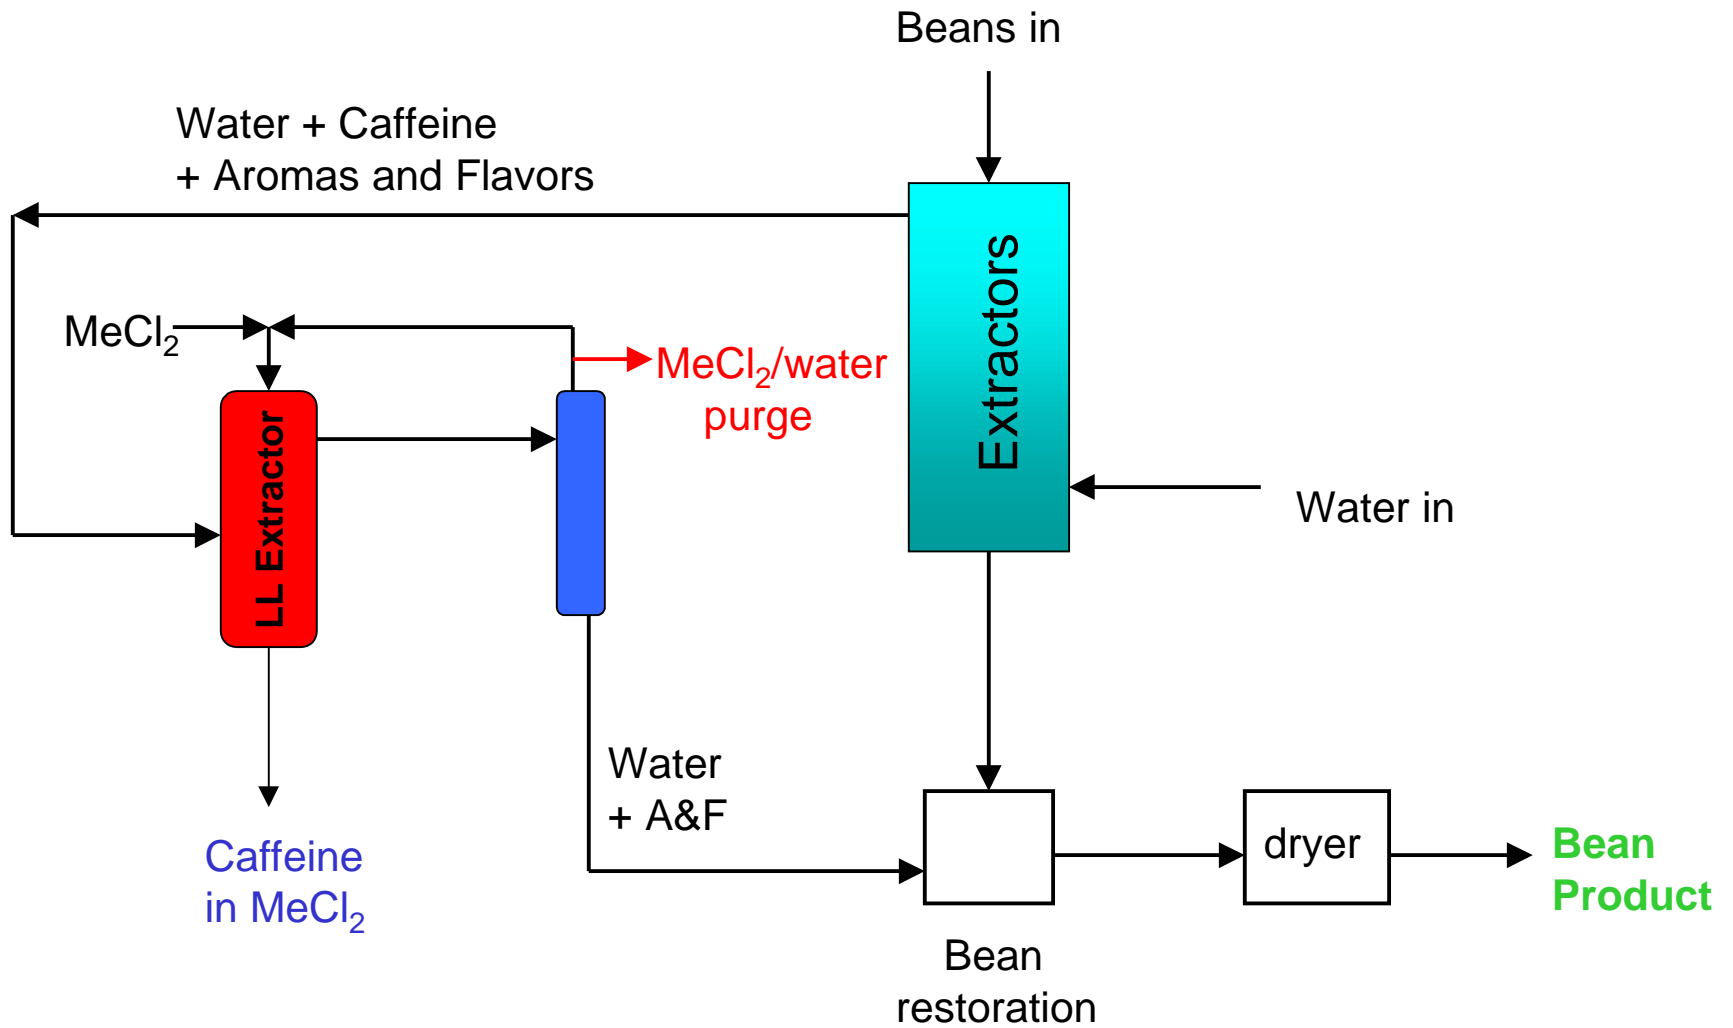 Beans in
Water + Caffeine
+ Aromas and Flavors
Extractors
MeCl₂
MeCl₂/water
purge
LL Extractor
Water in
Water
+ A&F
dryer
Bean
Product
Caffeine
in MeCl₂
Bean
restoration